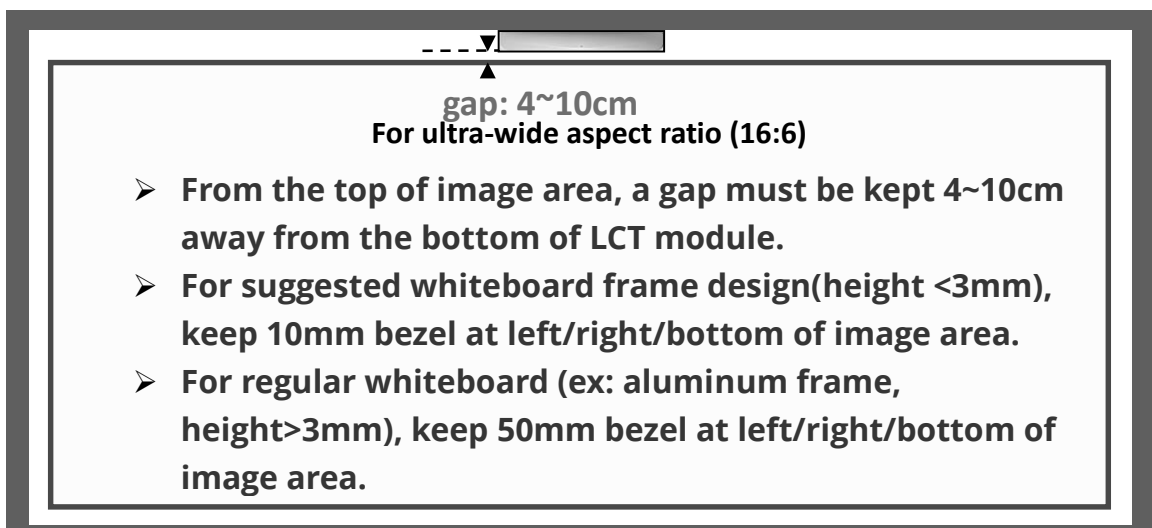 gap: 4~10cm
For ultra-wide aspect ratio (16:6)
➢ From the top of image area, a gap must be kept 4~10cm
away from the bottom of LCT module.
➢ For suggested whiteboard frame design(height <3mm),
keep 10mm bezel at left/right/bottom of image area.
➢ For regular whiteboard (ex: aluminum frame,
height>3mm), keep 50mm bezel at left/right/bottom of
image area.